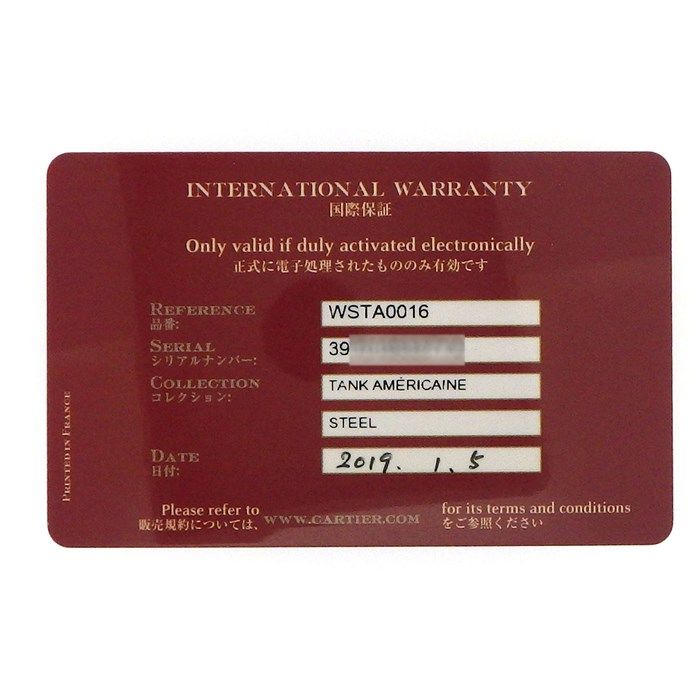 INTERNATIONAL WARRANTY
国際保証
Only valid if duly activated electronically
正式に電子処理されたもののみ有効です
REFERENCE WSTA0016
品番:
SERIAL 39
シリアルナンバー:
COLLECTION TANK AMÉRICAINE
コレクション:
STEEL
DATE 2019. 1. 5
日付:
PRINTED IN FRANCE
Please refer to WWW.CARTIER.COM for its terms and conditions
販売規約については、 をご参照ください